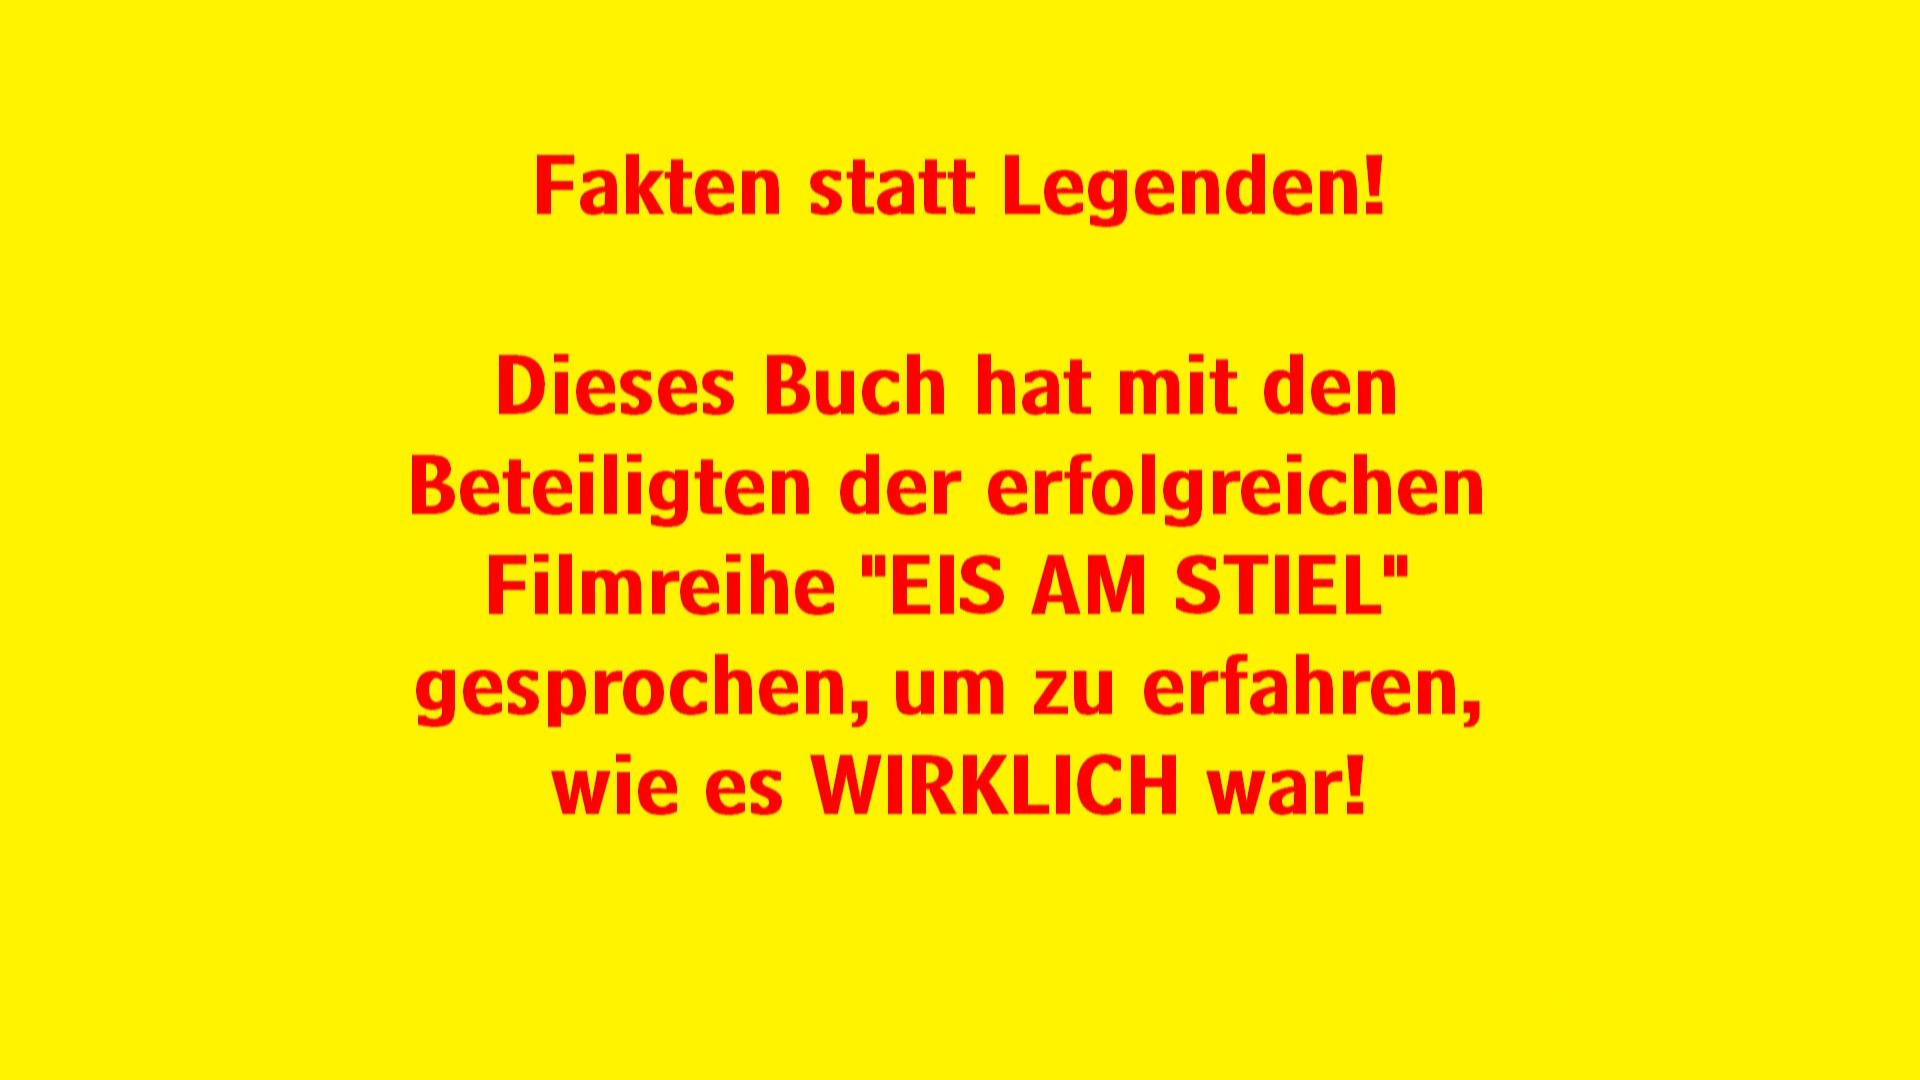 Fakten statt Legenden!
Dieses Buch hat mit den
Beteiligten der erfolgreichen
Filmreihe "EIS AM STIEL"
gesprochen, um zu erfahren,
wie es WIRKLICH war!